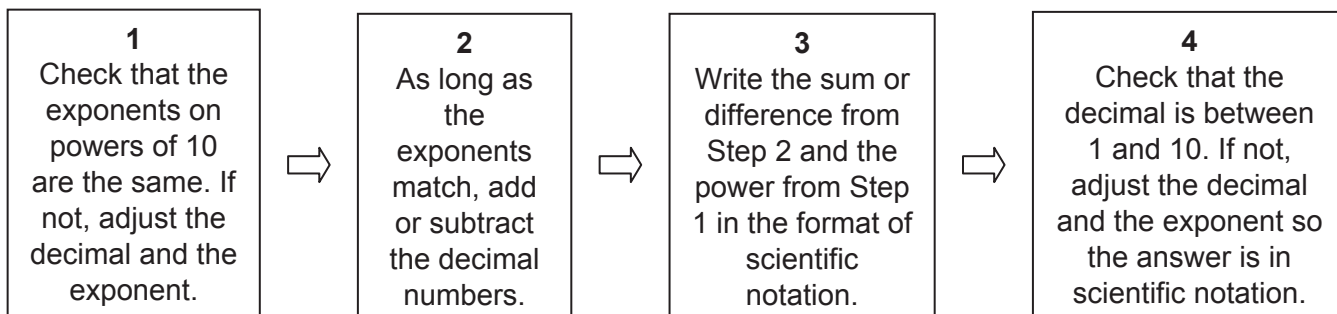 1
Check that the
exponents on
powers of 10
are the same. If
not, adjust the
decimal and the
exponent.
2
As long as
the
exponents
match, add
or subtract
the decimal
numbers.
3
Write the sum or
difference from
Step 2 and the
power from Step
1 in the format of
scientific
notation.
4
Check that the
decimal is between
1 and 10. If not,
adjust the decimal
and the exponent so
the answer is in
scientific notation.